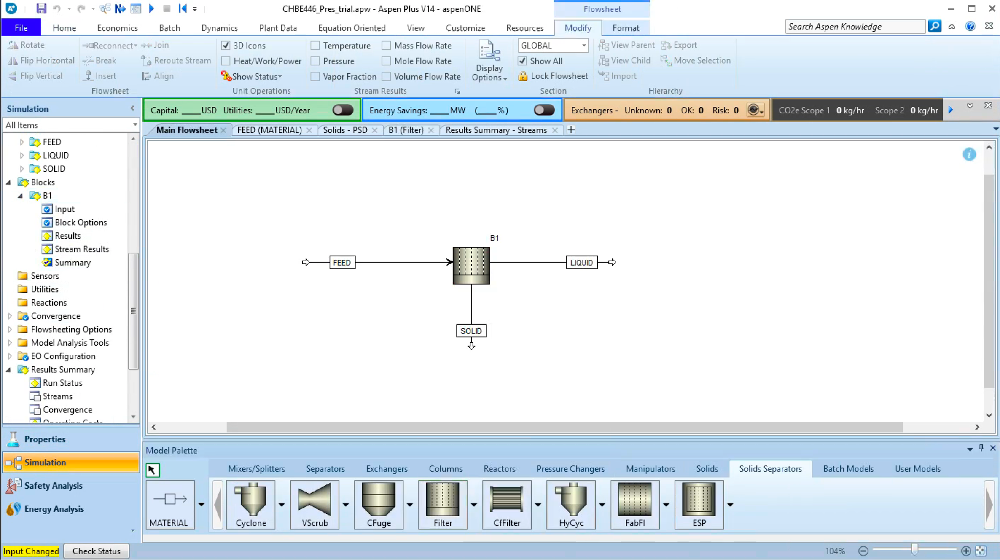 CHBE446_Pres_trial.apw - Aspen Plus V14 - aspenONE
Flowsheet
File Home Economics Batch Dynamics Plant Data Equation Oriented View Customize Resources Modify Format
Search Aspen Knowledge
Rotate Reconnect Join 3D Icons Temperature Mass Flow Rate GLOBAL View Parent Export
Flip Horizontal Break Reroute Stream Heat/Work/Power Pressure Mole Flow Rate Show All View Child Move Selection
Flip Vertical Insert Align Show Status Vapor Fraction Volume Flow Rate Display Options Lock Flowsheet Import
Flowsheet Unit Operations Stream Results Section Hierarchy
Simulation
Capital: ____USD Utilities: ____USD/Year
Energy Savings: ____MW (____%)
Exchangers - Unknown: 0 OK: 0 Risk: 0
CO2e Scope 1 0 kg/hr Scope 2 0 kg/hr
All Items
Main Flowsheet FEED (MATERIAL) Solids - PSD B1 (Filter) Results Summary - Streams +
FEED
LIQUID
SOLID
Blocks
B1
Input
Block Options
Results
Stream Results
Summary
Sensors
Utilities
Reactions
Convergence
Flowsheeting Options
Model Analysis Tools
EO Configuration
Results Summary
Run Status
Streams
Convergence
Operating Costs
B1
FEED
LIQUID
SOLID
Properties
Simulation
Safety Analysis
Energy Analysis
Model Palette
Mixers/Splitters Separators Exchangers Columns Reactors Pressure Changers Manipulators Solids Solids Separators Batch Models User Models
MATERIAL Cyclone VScrub CFuge Filter CfFilter HyCyc FabFl ESP
Input Changed Check Status 104%